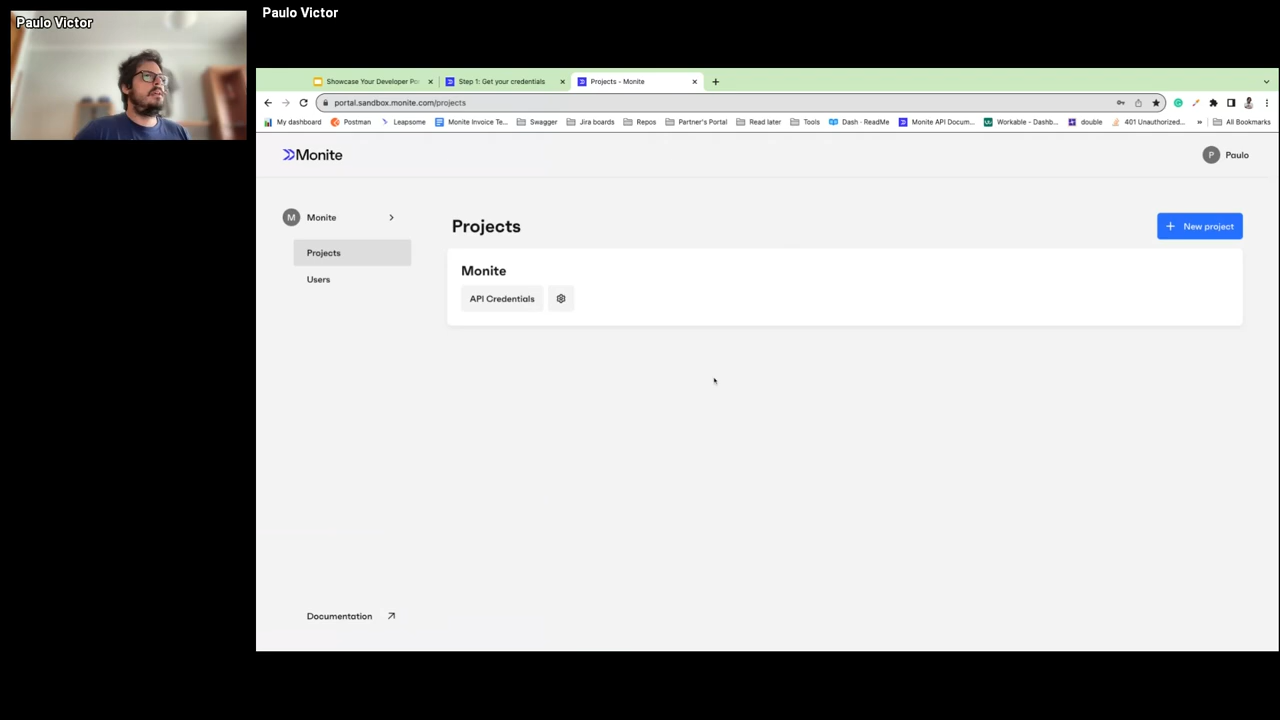 Paulo Victor
Paulo Victor
Showcase Your Developer Po
Step 1: Get your credentials
Projects - Monite
portal.sandbox.monite.com/projects
My dashboard
Postman
Leapsome
Monite Invoice Te...
Swagger
Jira boards
Repos
Partner's Portal
Read later
Tools
Dash · ReadMe
Monite API Docum...
Workable - Dashb...
double
401 Unauthorized...
»
All Bookmarks
Monite
P Paulo
M Monite
Projects
Users
Projects
+ New project
Monite
API Credentials
Documentation